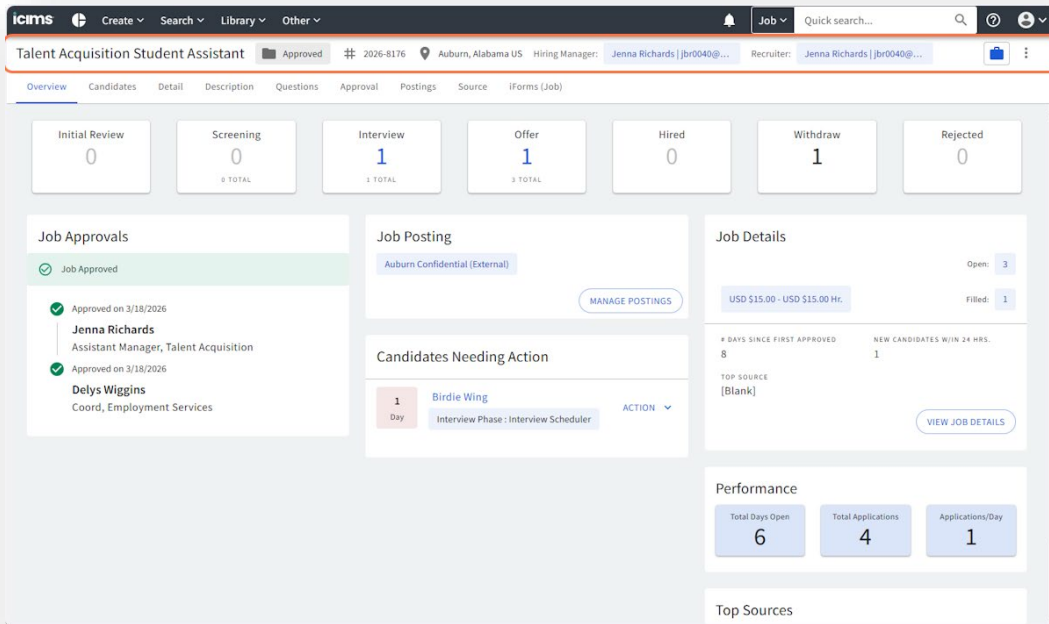 icims Create Search Library Other Job Quick search...
Talent Acquisition Student Assistant Approved # 2026-8176 Auburn, Alabama US Hiring Manager: Jenna Richards | jbr0040@... Recruiter: Jenna Richards | jbr0040@...
Overview Candidates Detail Description Questions Approval Postings Source iForms (Job)
Initial Review
0
Screening
0
0 TOTAL
Interview
1
1 TOTAL
Offer
1
3 TOTAL
Hired
0
Withdraw
1
Rejected
0
Job Approvals
Job Approved
Approved on 3/18/2026
Jenna Richards
Assistant Manager, Talent Acquisition
Approved on 3/18/2026
Delys Wiggins
Coord, Employment Services
Job Posting
Auburn Confidential (External)
MANAGE POSTINGS
Candidates Needing Action
1
Day
Birdie Wing
Interview Phase : Interview Scheduler
ACTION
Job Details
Open: 3
USD $15.00 - USD $15.00 Hr. Filled: 1
# DAYS SINCE FIRST APPROVED
8
NEW CANDIDATES W/IN 24 HRS.
1
TOP SOURCE
[Blank]
VIEW JOB DETAILS
Performance
Total Days Open
6
Total Applications
4
Applications/Day
1
Top Sources